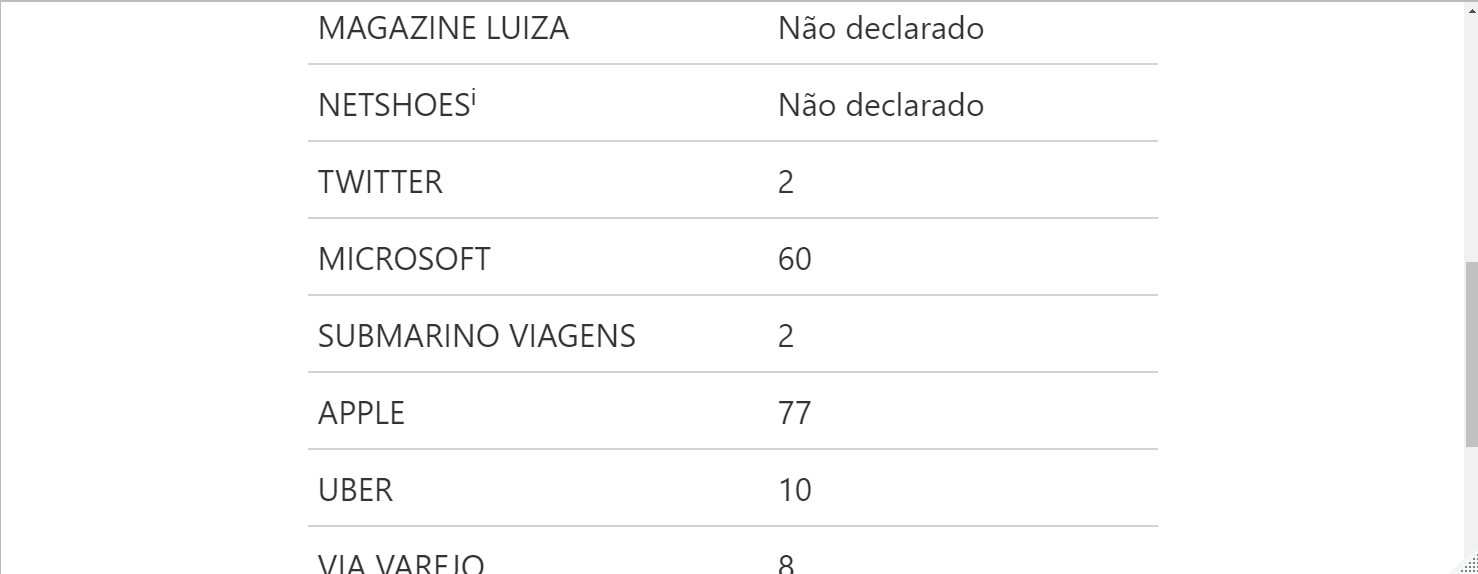 MAGAZINE LUIZA Não declarado
NETSHOESⁱ Não declarado
TWITTER 2
MICROSOFT 60
SUBMARINO VIAGENS 2
APPLE 77
UBER 10
VIA VAREJO 8